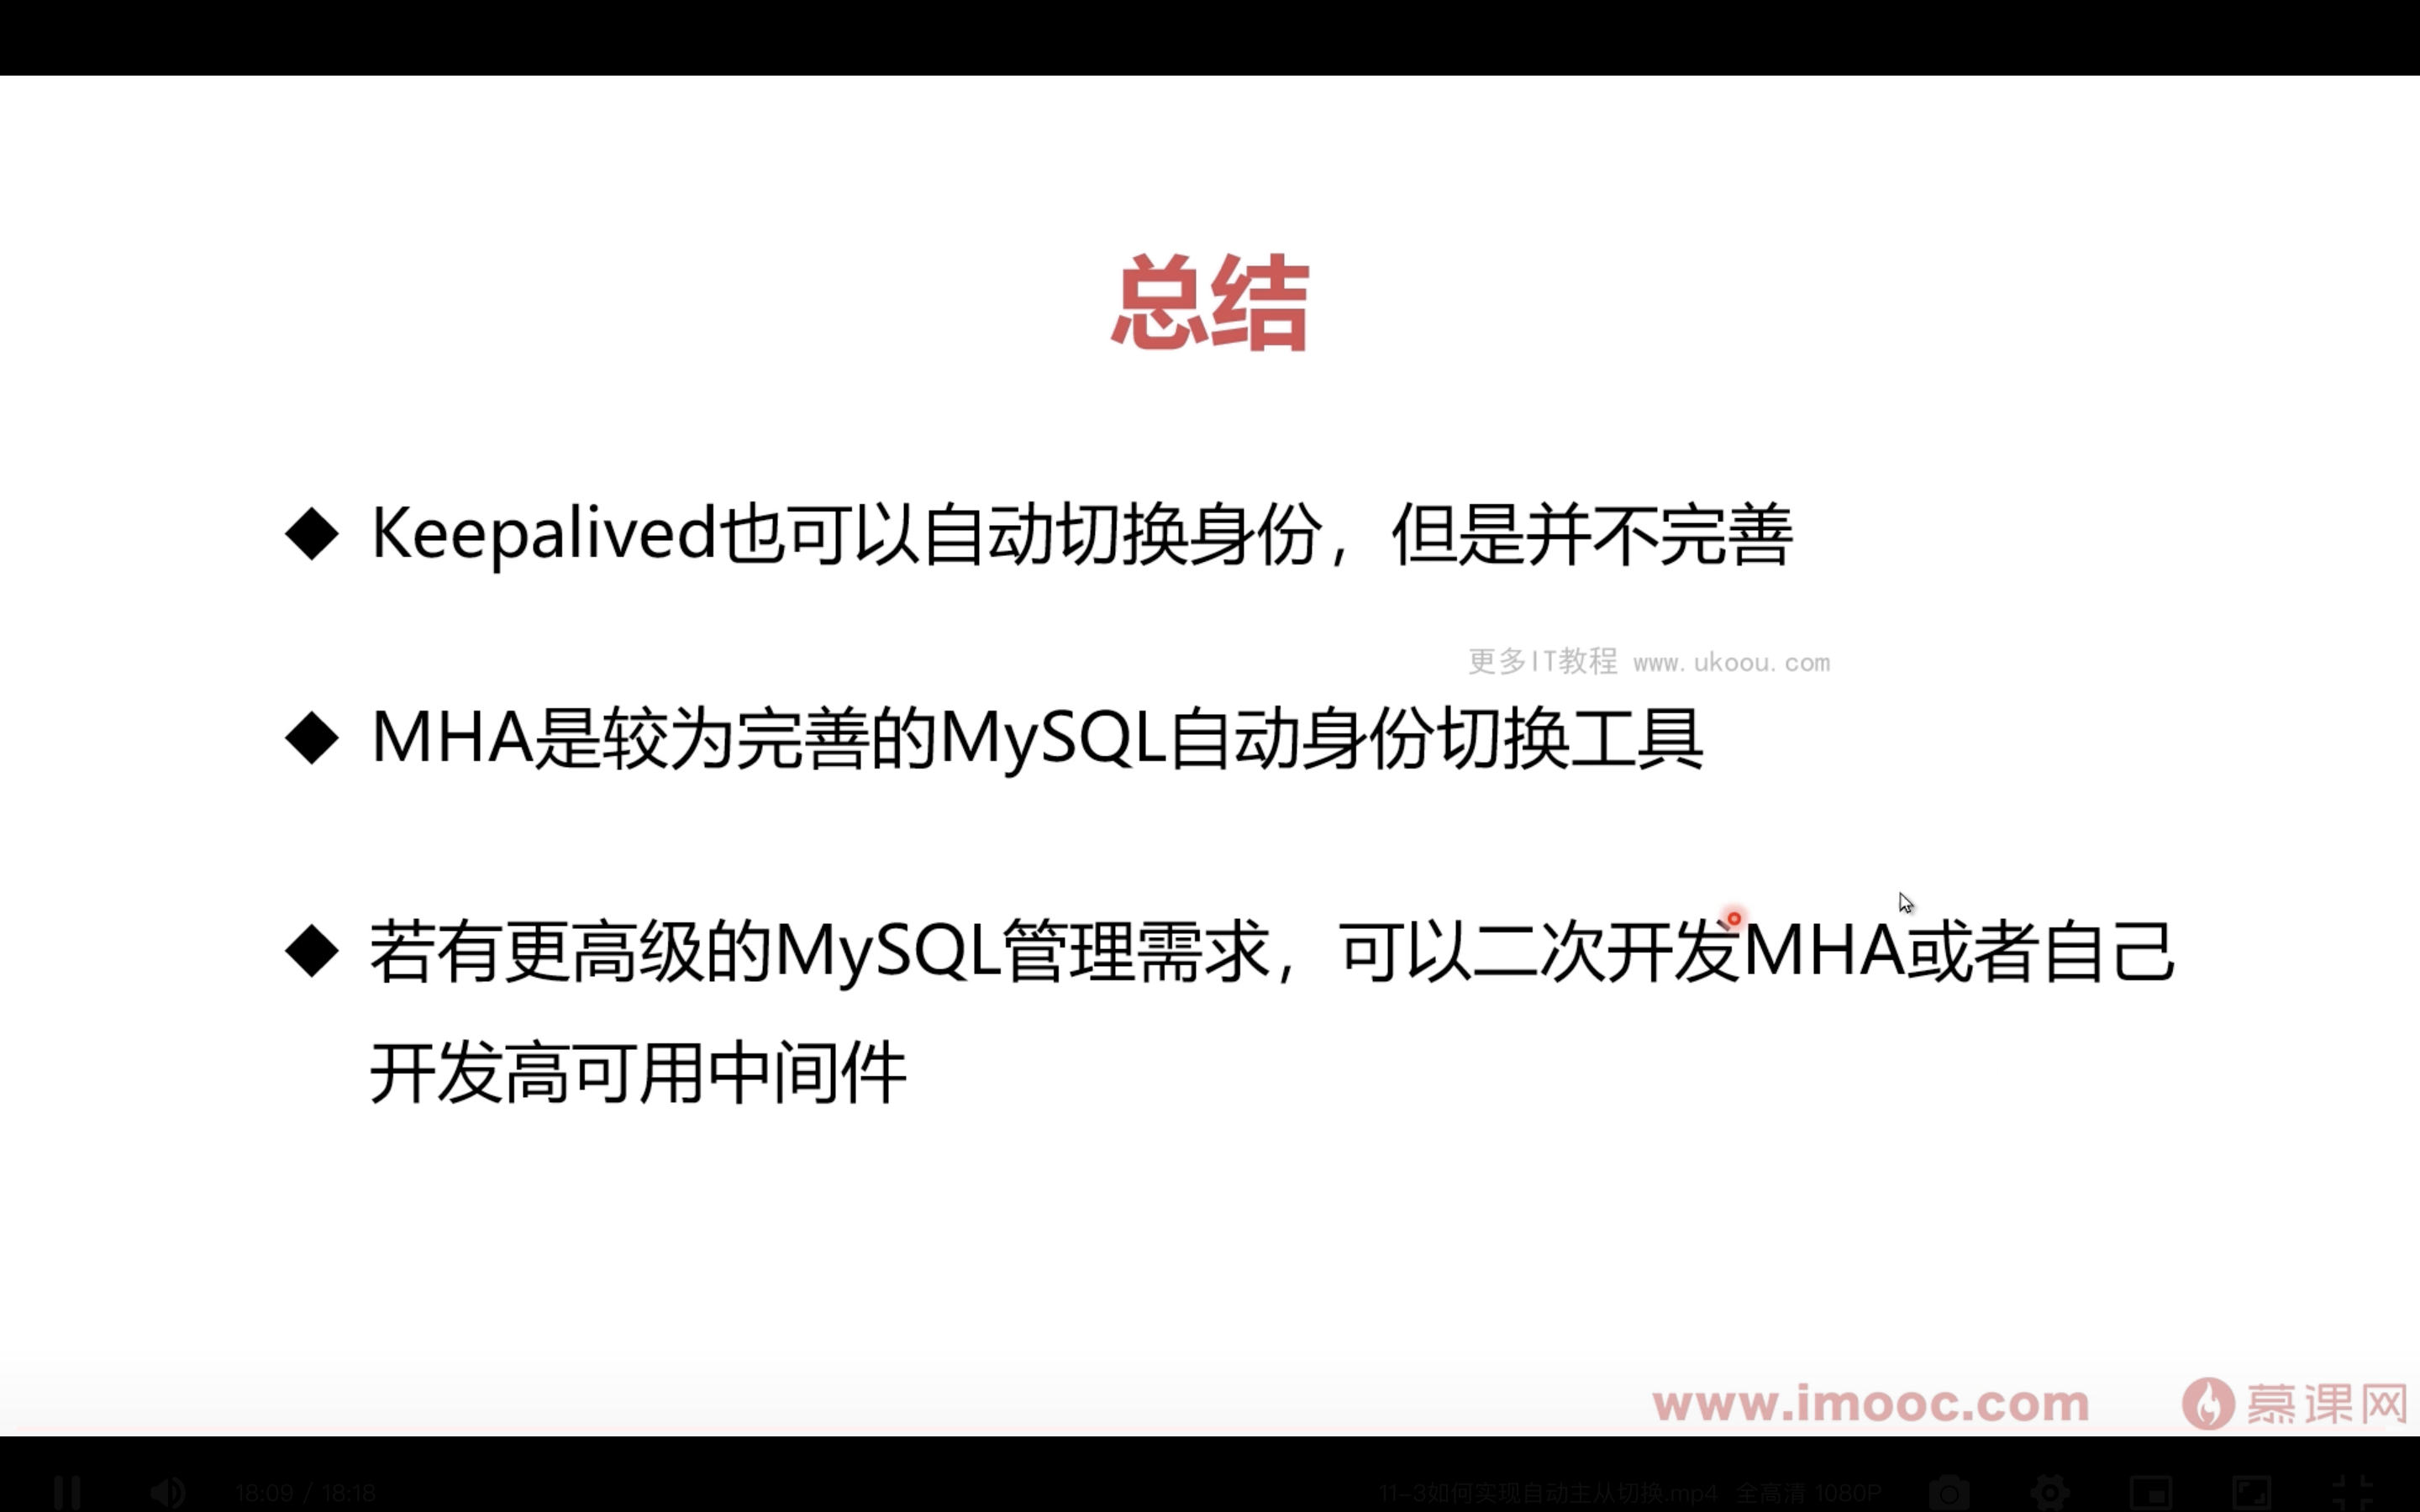 总结
◆ Keepalived也可以自动切换身份，但是并不完善
更多IT教程 www.ukoou.com
◆ MHA是较为完善的MySQL自动身份切换工具
◆ 若有更高级的MySQL管理需求，可以二次开发MHA或者自己
开发高可用中间件
www.imooc.com 慕课网
18:09 / 18:18 11-3如何实现自动主从切换.mp4 全高清 1080P